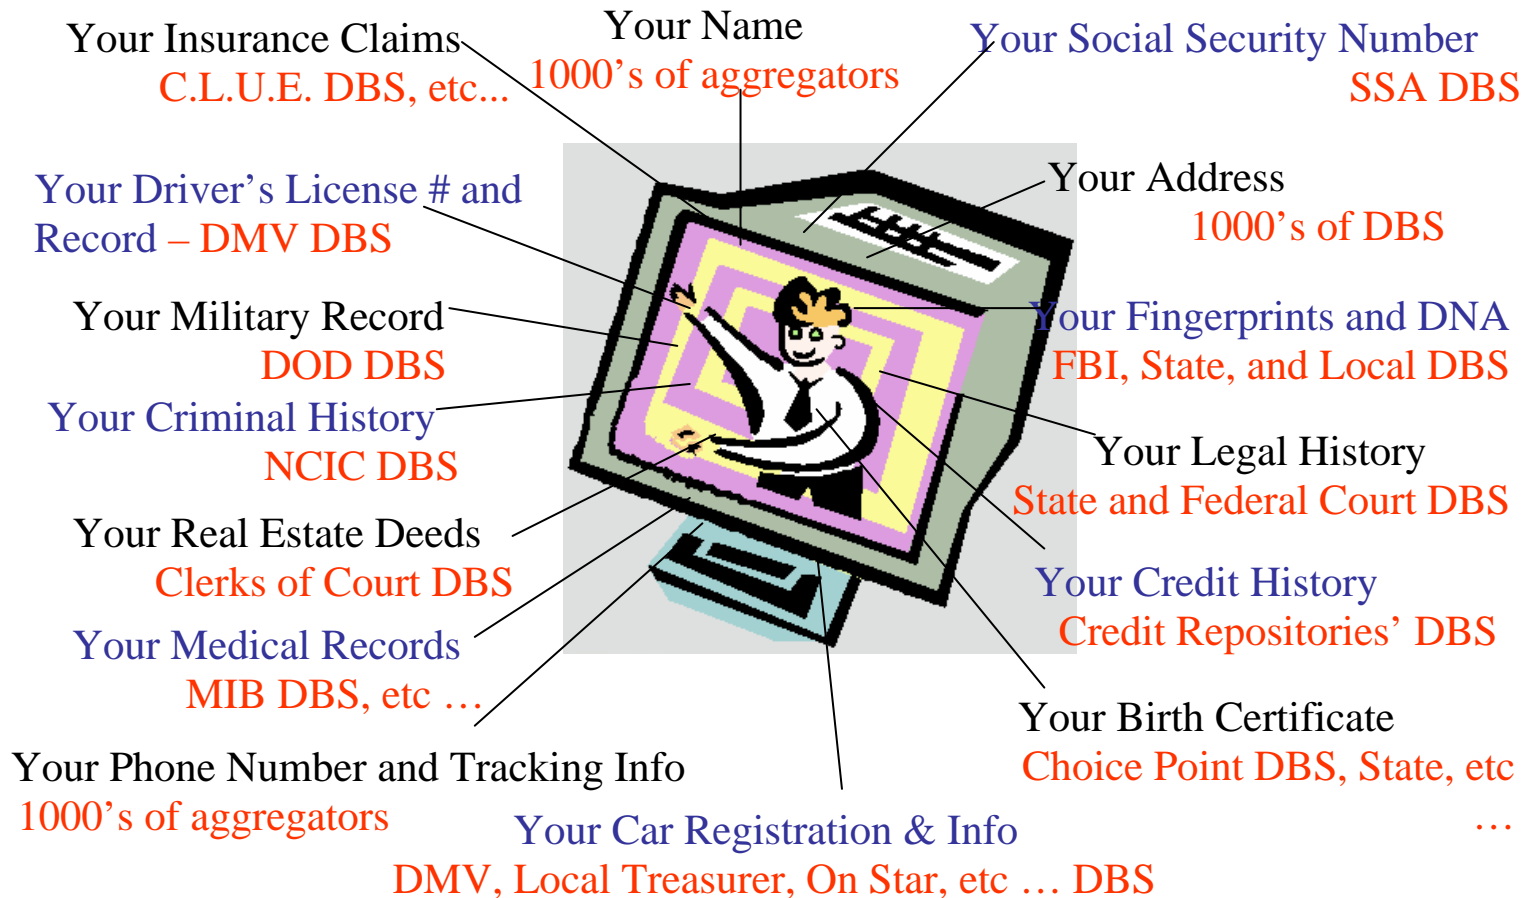 Your Insurance Claims
C.L.U.E. DBS, etc...
Your Name
1000’s of aggregators
Your Social Security Number
SSA DBS
Your Driver’s License # and
Record – DMV DBS
Your Address
1000’s of DBS
Your Military Record
DOD DBS
Your Fingerprints and DNA
FBI, State, and Local DBS
Your Criminal History
NCIC DBS
Your Legal History
State and Federal Court DBS
Your Real Estate Deeds
Clerks of Court DBS
Your Credit History
Credit Repositories’ DBS
Your Medical Records
MIB DBS, etc …
Your Birth Certificate
Choice Point DBS, State, etc
…
Your Phone Number and Tracking Info
1000’s of aggregators
Your Car Registration & Info
DMV, Local Treasurer, On Star, etc … DBS